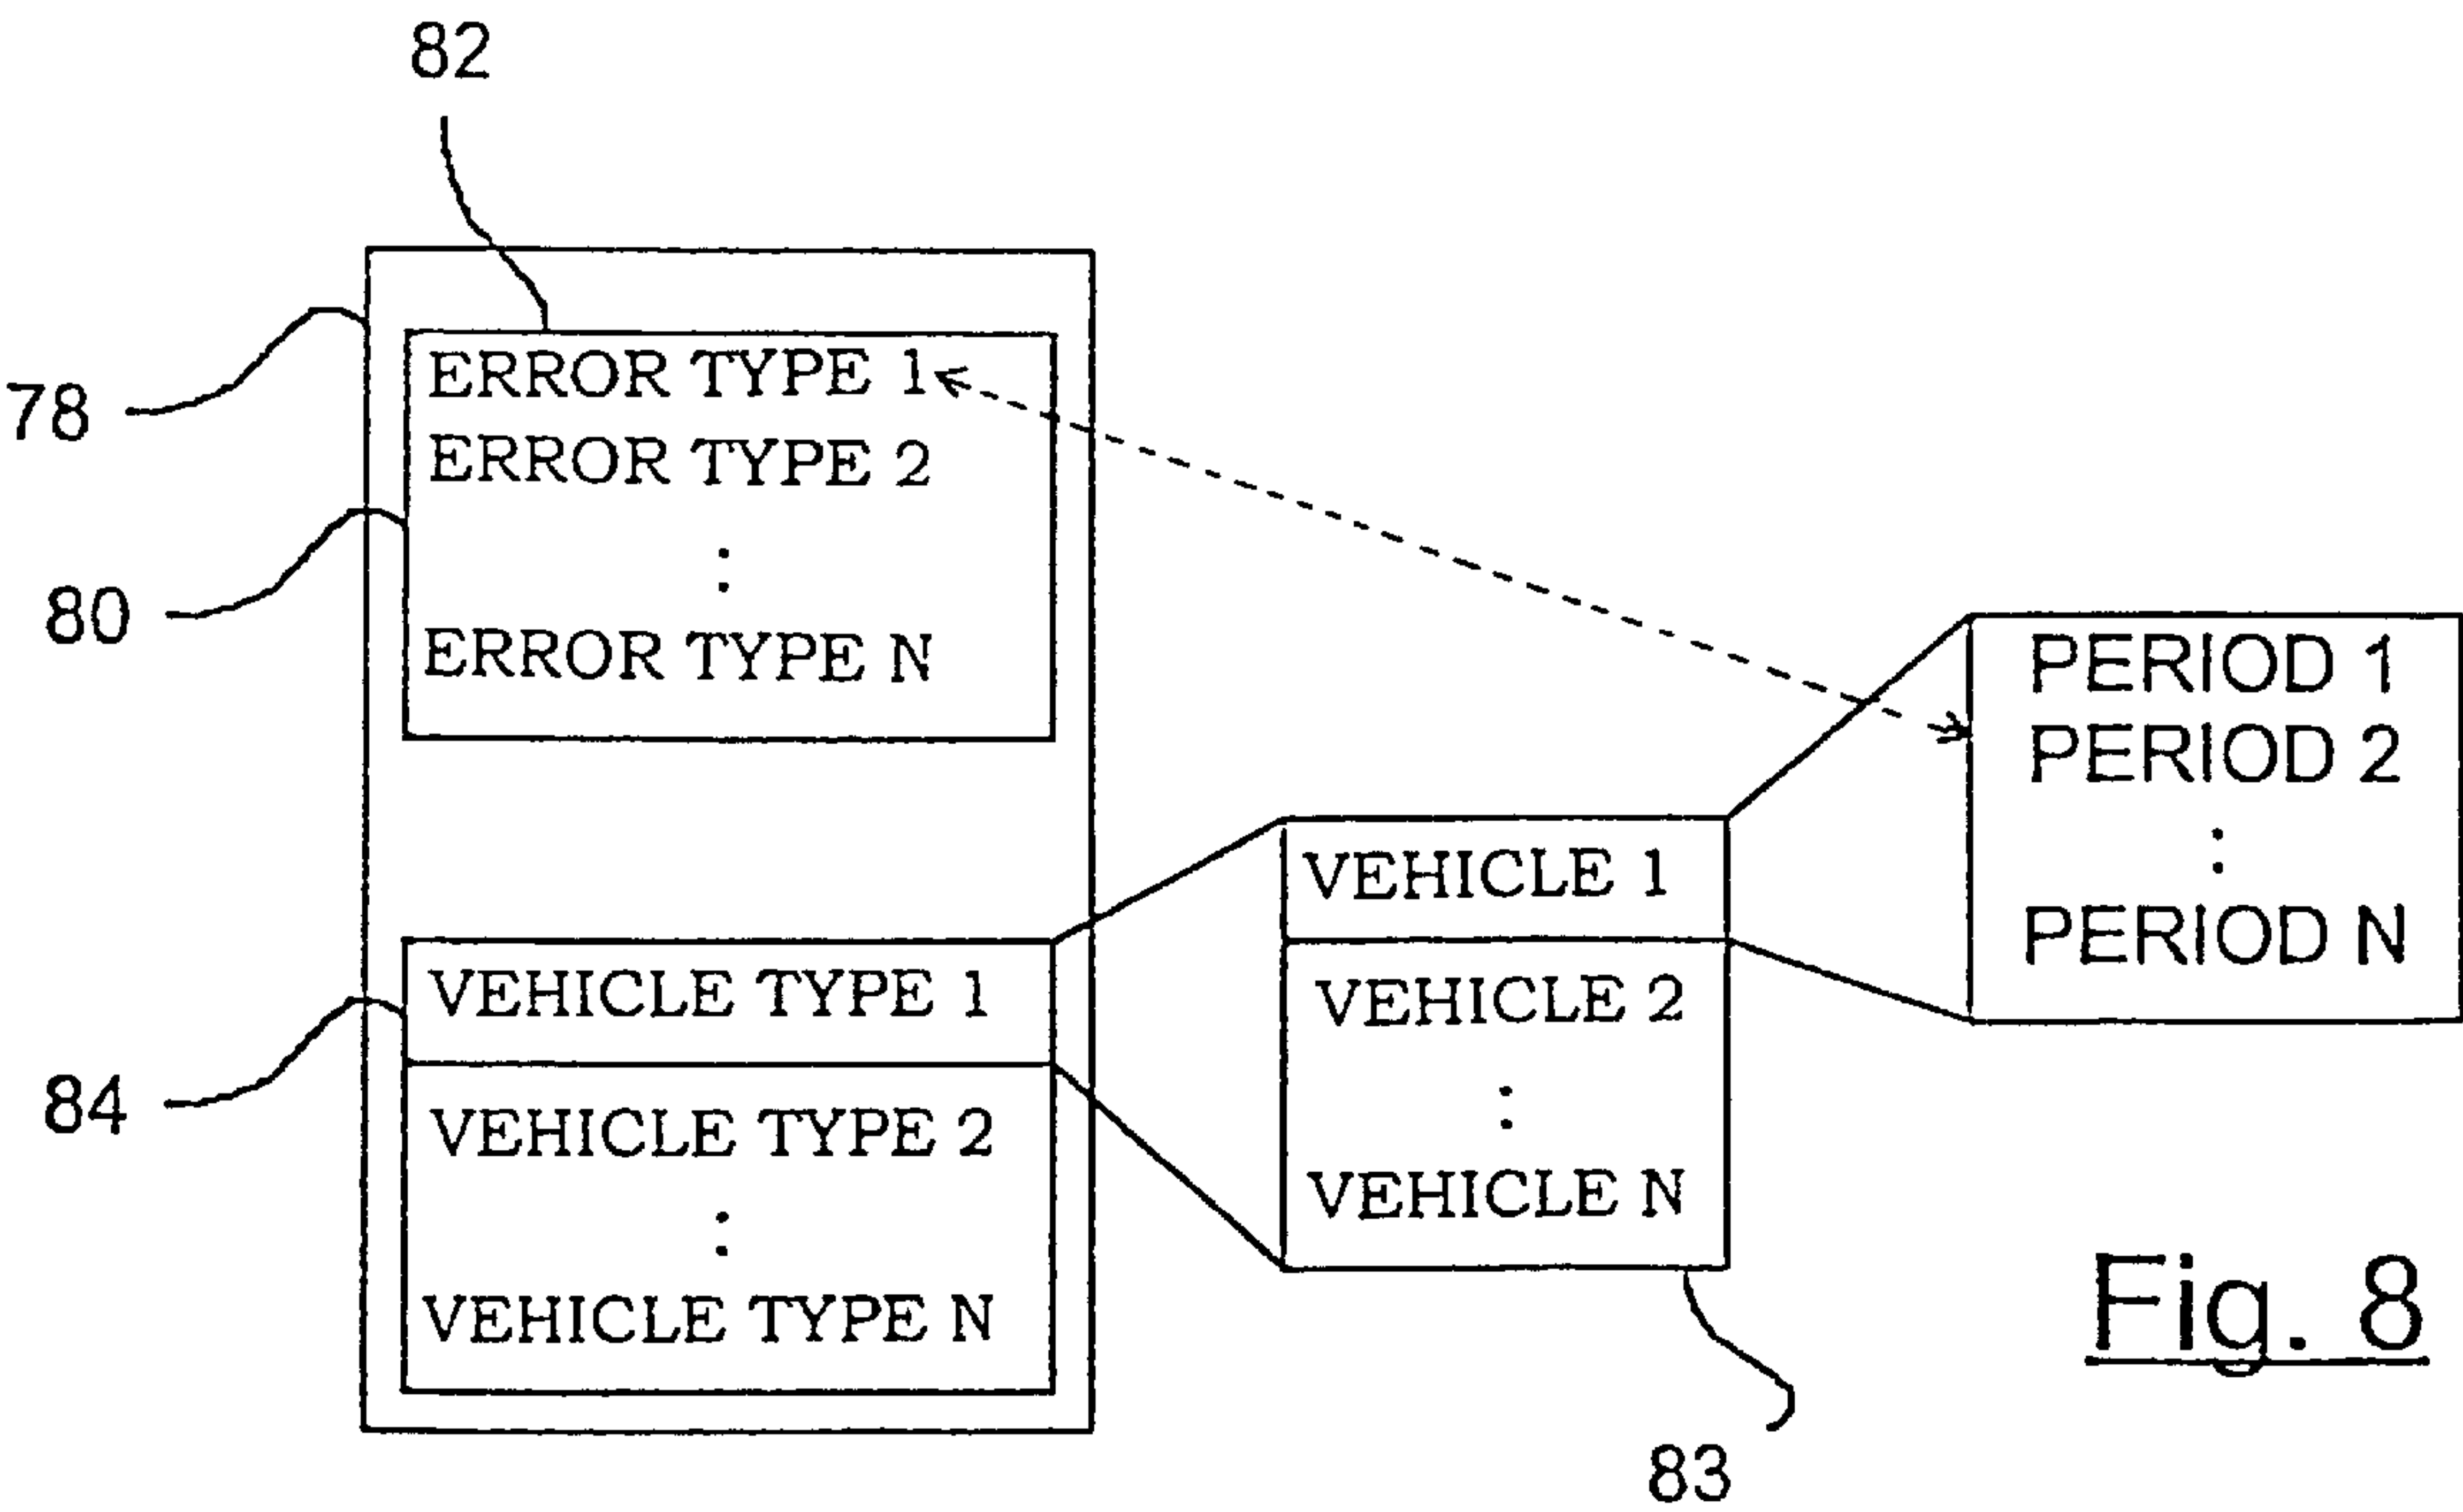 82
78
ERROR TYPE 1
ERROR TYPE 2
:
ERROR TYPE N
80
PERIOD 1
PERIOD 2
:
PERIOD N
VEHICLE 1
VEHICLE 2
:
VEHICLE N
83
VEHICLE TYPE 1
VEHICLE TYPE 2
:
VEHICLE TYPE N
84
Fig. 8